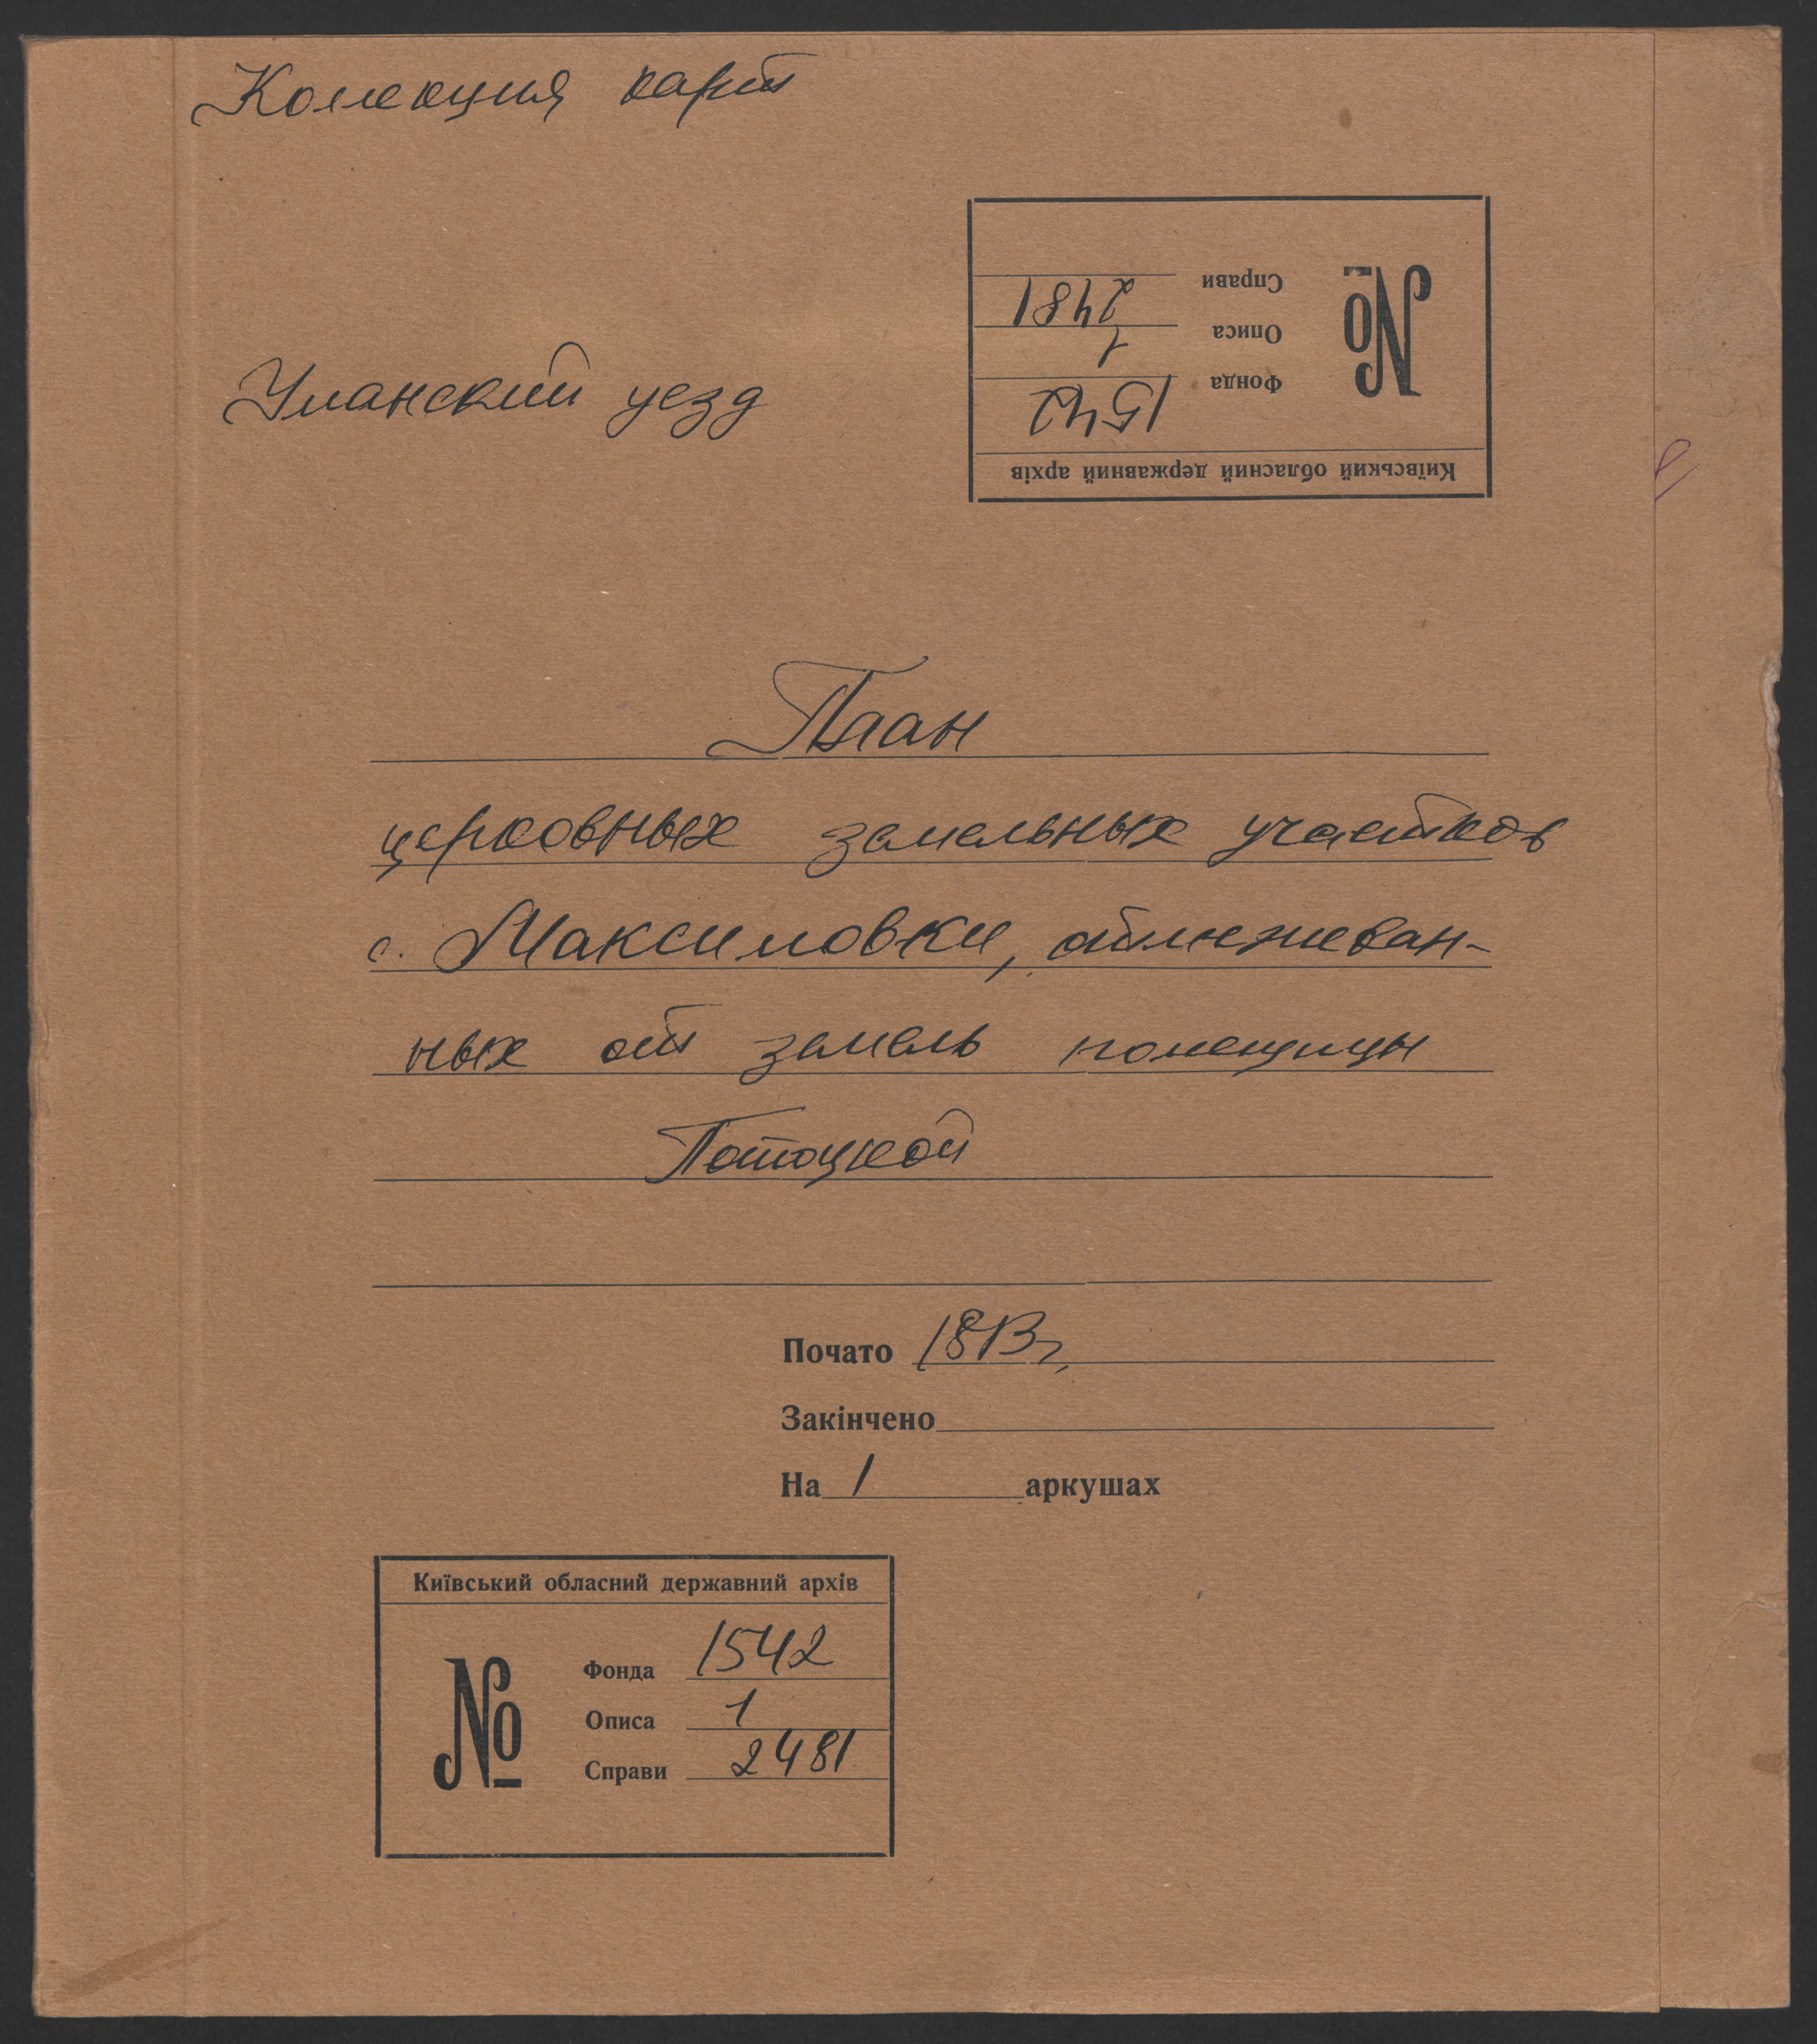 Колекция карт
Справи 2481
Описа 1
Фонда 1542
№
Київський обласний державний архів
Уманский уезд
План
церковных земельных участков
с. Максимовки, отмежеван-
ных от земель помещицы
Потоцкой
Почато 1813 г.
Закінчено
На 1 аркушах
Київський обласний державний архів
№
Фонда 1542
Описа 1
Справи 2481